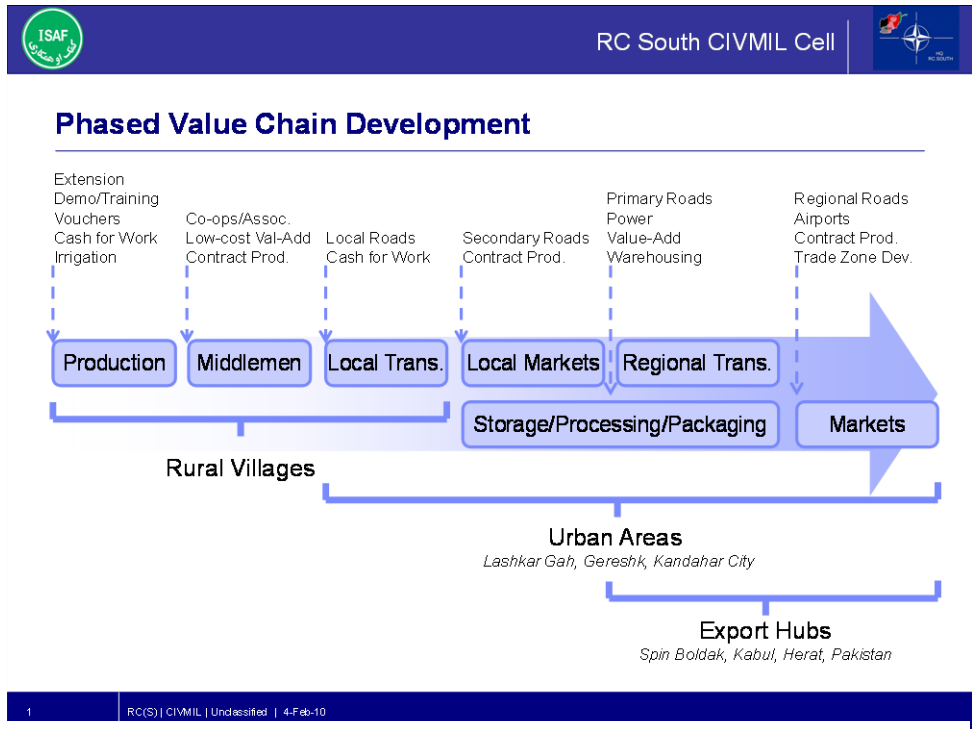 ISAF
RC South CIVMIL Cell
HQ
RC SOUTH
Phased Value Chain Development
Extension
Demo/Training
Vouchers
Cash for Work
Irrigation
Co-ops/Assoc.
Low-cost Val-Add
Contract Prod.
Local Roads
Cash for Work
Secondary Roads
Contract Prod.
Primary Roads
Power
Value-Add
Warehousing
Regional Roads
Airports
Contract Prod.
Trade Zone Dev.
Production
Middlemen
Local Trans.
Local Markets
Regional Trans.
Storage/Processing/Packaging
Markets
Rural Villages
Urban Areas
Lashkar Gah, Gereshk, Kandahar City
Export Hubs
Spin Boldak, Kabul, Herat, Pakistan
1
RC(S) | CIVMIL | Unclassified | 4-Feb-10